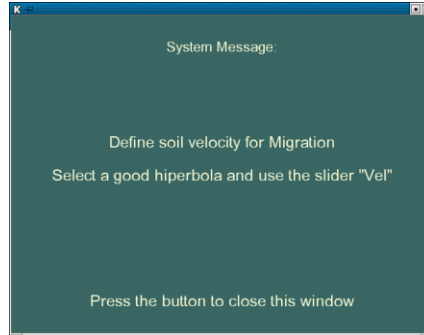 K
System Message:
Define soil velocity for Migration
Select a good hiperbola and use the slider "Vel"
Press the button to close this window